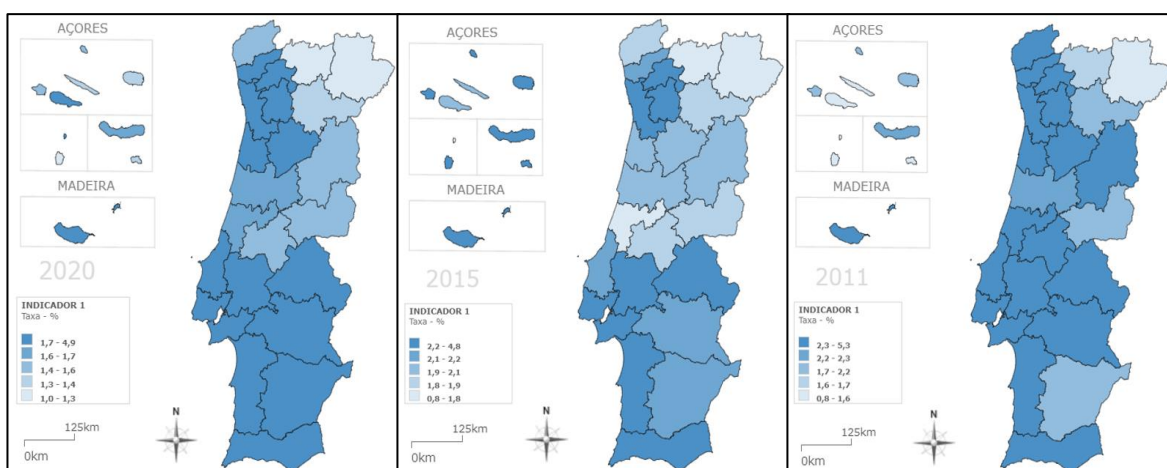 AÇORES
MADEIRA
2020
INDICADOR 1
Taxa - %
1,7 - 4,9
1,6 - 1,7
1,4 - 1,6
1,3 - 1,4
1,0 - 1,3
125km
0km
N
AÇORES
MADEIRA
2015
INDICADOR 1
Taxa - %
2,2 - 4,8
2,1 - 2,2
1,9 - 2,1
1,8 - 1,9
0,8 - 1,8
125km
0km
N
AÇORES
MADEIRA
2011
INDICADOR 1
Taxa - %
2,3 - 5,3
2,2 - 2,3
1,7 - 2,2
1,6 - 1,7
0,8 - 1,6
125km
0km
N